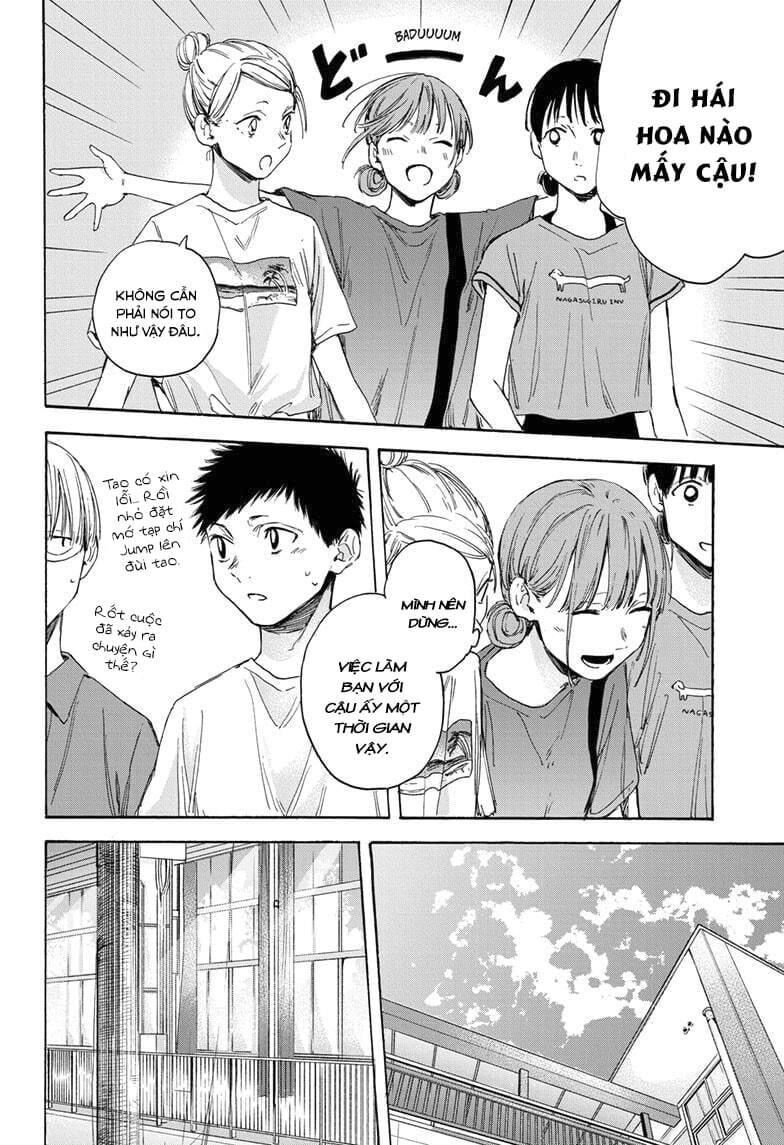 ĐI HÁI
HOA NÀO
MẤY CẬU!
BADUUUUM
どーん
KHÔNG CẦN
PHẢI NÓI TO
NHƯ VẬY ĐÂU.
NAGASUGIRU INU
MÌNH NÊN
DỪNG...
VIỆC LÀM
BẠN VỚI
CẬU ẤY MỘT
THỜI GIAN
VẬY.
NAGASU
Tao có xin
lỗi.. Rồi
nhỏ đặt
mớ tạp chí
Jump lên
đùi tao.
Rốt cuộc
đã xảy ra
chuyện gì
thế?